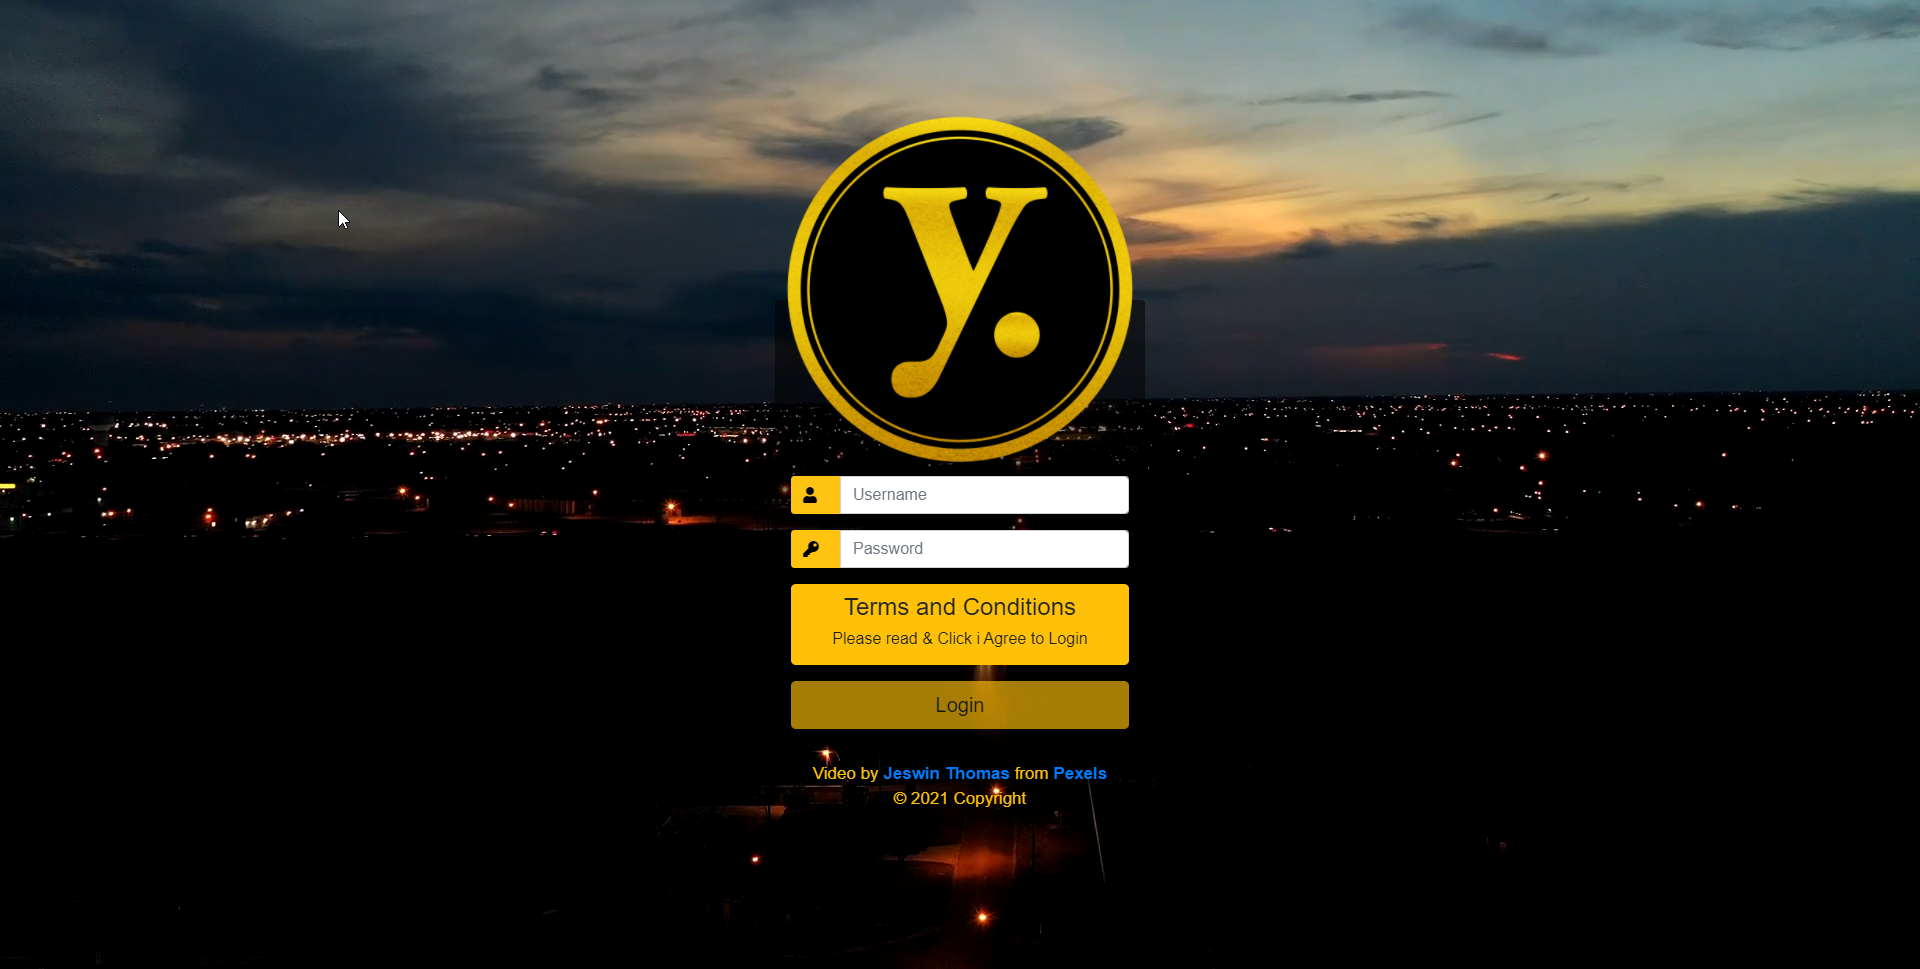 y.
Username
Password
Terms and Conditions
Please read & Click i Agree to Login
Login
Video by Jeswin Thomas from Pexels
© 2021 Copyright